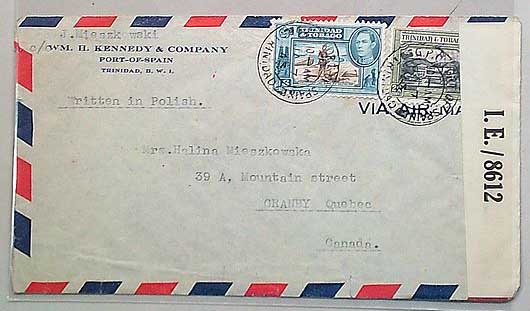 J. Mieszkowski
c/o WM. H. KENNEDY & COMPANY
PORT-OF-SPAIN
TRINIDAD, B. W. I.
TRINIDAD & TOBAGO
TRINIDAD & TOBAGO
VIA AIR MA
Written in Polish.
Mrs.Halina Mieszkowska
39 A, Mountain street
GRANBY Quebec
Canada.
I. E./8612